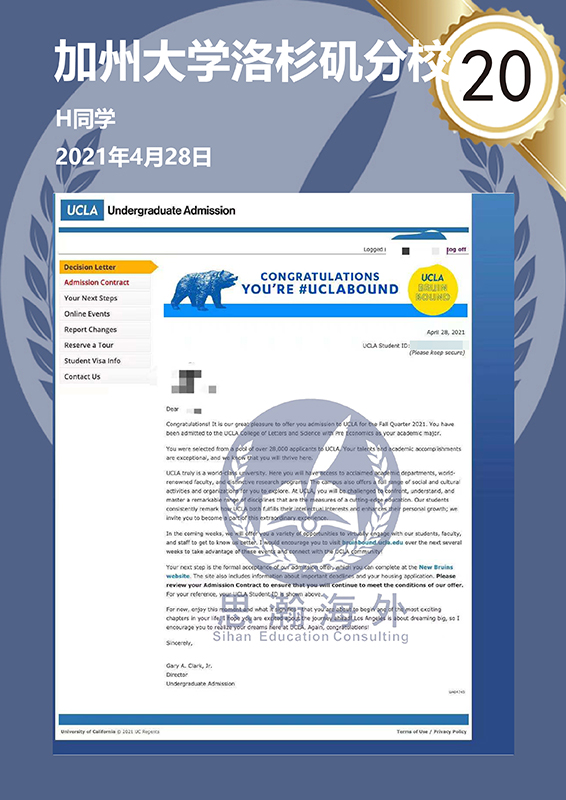 加州大学洛杉矶分校
20
H同学
2021年4月28日
UCLA Undergraduate Admission
Logged log off
Decision Letter
Admission Contract
Your Next Steps
Online Events
Report Changes
Reserve a Tour
Student Visa Info
Contact Us
CONGRATULATIONS
YOU'RE #UCLABOUND
UCLA
BRUIN
BOUND
April 28, 2021
UCLA Student ID:
(Please keep secure)
Dear
Congratulations! It is our great pleasure to offer you admission to UCLA for the Fall Quarter 2021. You have
been admitted to the UCLA College of Letters and Science with Pre Economics as your academic major.
You were selected from a pool of over 28,000 applicants to UCLA. Your talents and academic accomplishments
are exceptional, and we know that you will thrive here.
UCLA truly is a world-class university. Here you will have access to acclaimed academic departments, world-
renowned faculty, and distinctive research programs. The campus also offers a full range of social and cultural
activities and organizations for you to explore. At UCLA, you will be challenged to confront, understand, and
master a remarkable range of disciplines that are the measures of a cutting-edge education. Our students
consistently remark how UCLA both fulfills their intellectual interests and enhances their personal growth; we
invite you to become a part of this extraordinary experience.
In the coming weeks, we will offer you a variety of opportunities to virtually engage with our students, faculty,
and staff to get to know us better. I would encourage you to visit bruinbound.ucla.edu over the next several
weeks to take advantage of these events and connect with the UCLA community.
Your next step is the formal acceptance of our admission offer, which you can complete at the New Bruins
website. The site also includes information about important deadlines and your housing application. Please
review your Admission Contract to ensure that you will continue to meet the conditions of our offer.
For your reference, your UCLA Student ID is shown above.
For now, enjoy this moment and what it signifies - that you are about to begin one of the most exciting
chapters in your life. I hope you are excited about the journey ahead. Los Angeles is about dreaming big, so I
encourage you to realize your dreams here at UCLA. Again, congratulations!
Sincerely,
Gary A. Clark, Jr.
Director
Undergraduate Admission
思瀚海外
Sihan Education Consulting
University of California © 2021 UC Regents
Terms of Use / Privacy Policy